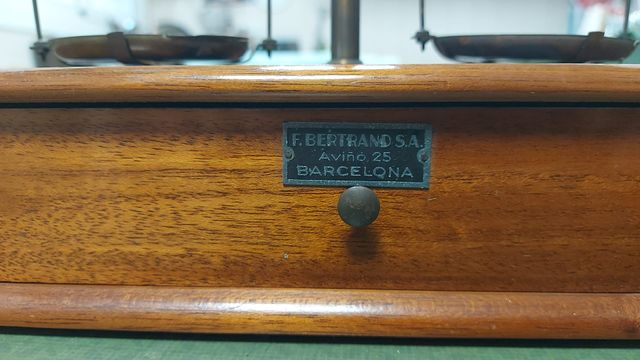 F. BERTRAND S.A.
Aviñó, 25
BARCELONA